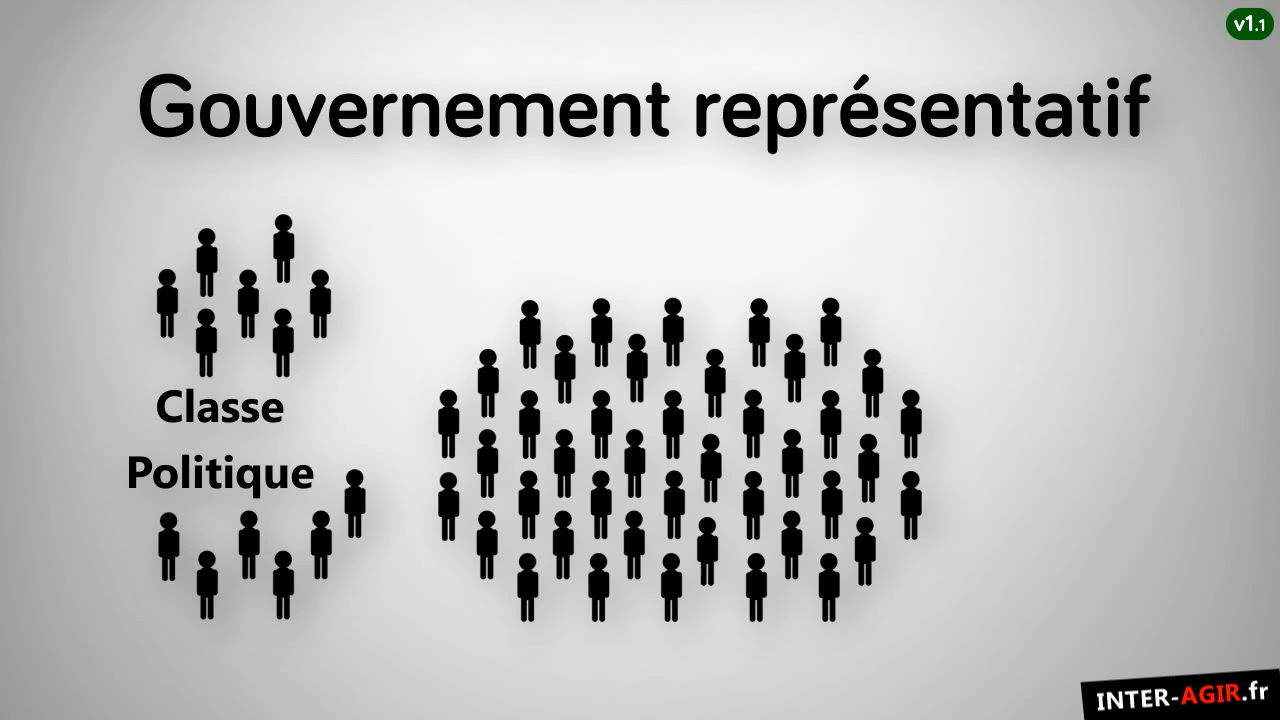 v1.1
Gouvernement représentatif
Classe
Politique
INTER-AGIR.fr